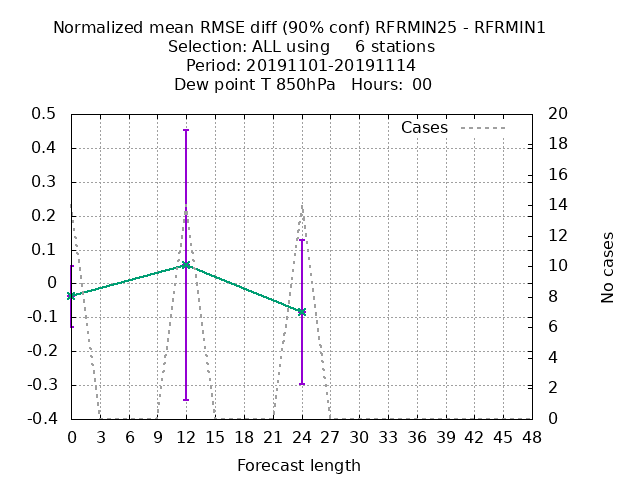 Normalized mean RMSE diff (90% conf) RFRMIN25 - RFRMIN1
Selection: ALL using     6 stations
Period: 20191101-20191114
Dew point T 850hPa   Hours:  00
Cases
0.5
0.4
0.3
0.2
0.1
0
-0.1
-0.2
-0.3
-0.4
20
18
16
14
12
10
8
6
4
2
0
No cases
0 3 6 9 12 15 18 21 24 27 30 33 36 39 42 45 48
Forecast length